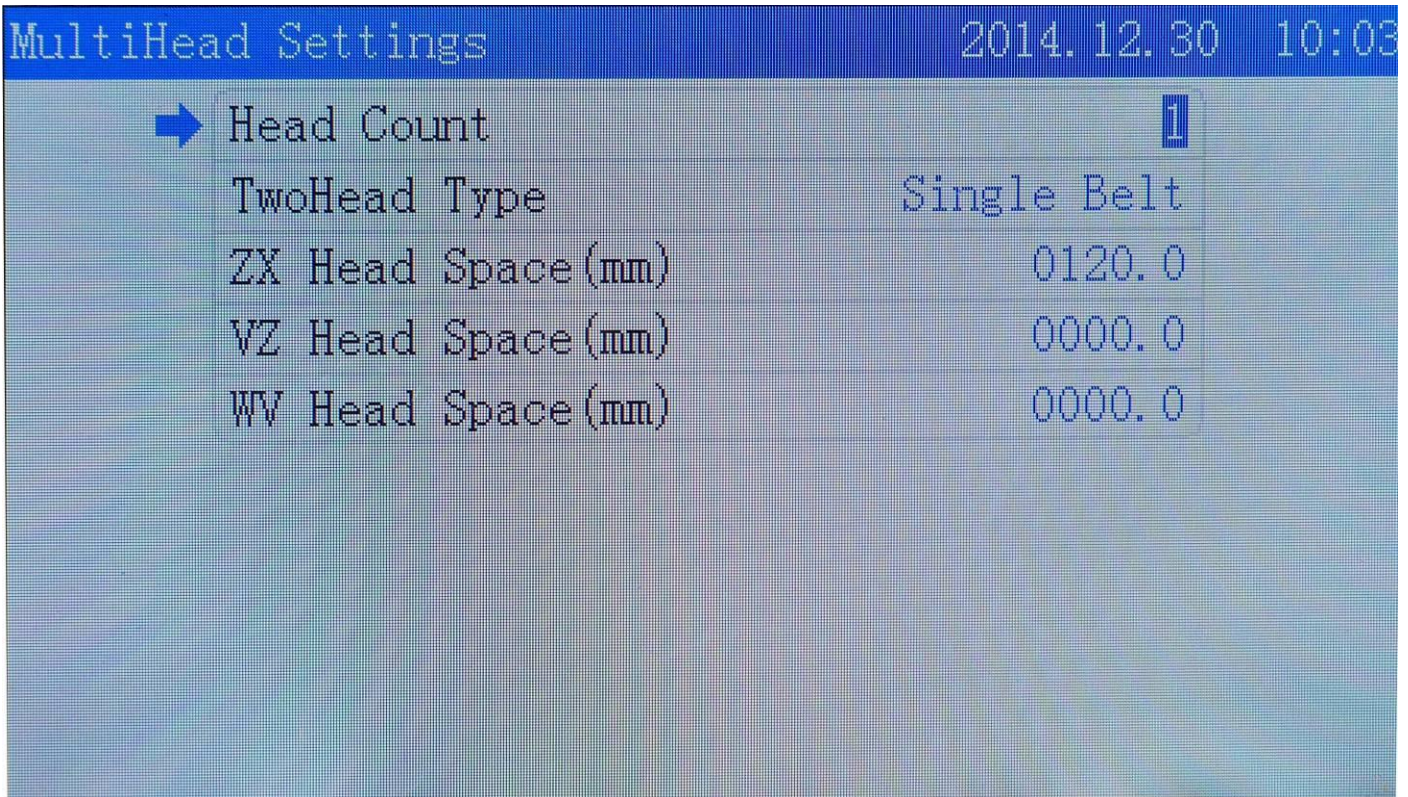 MultiHead Settings 2014.12.30 10:03
Head Count 1
TwoHead Type Single Belt
ZX Head Space(mm) 0120.0
VZ Head Space(mm) 0000.0
WV Head Space(mm) 0000.0